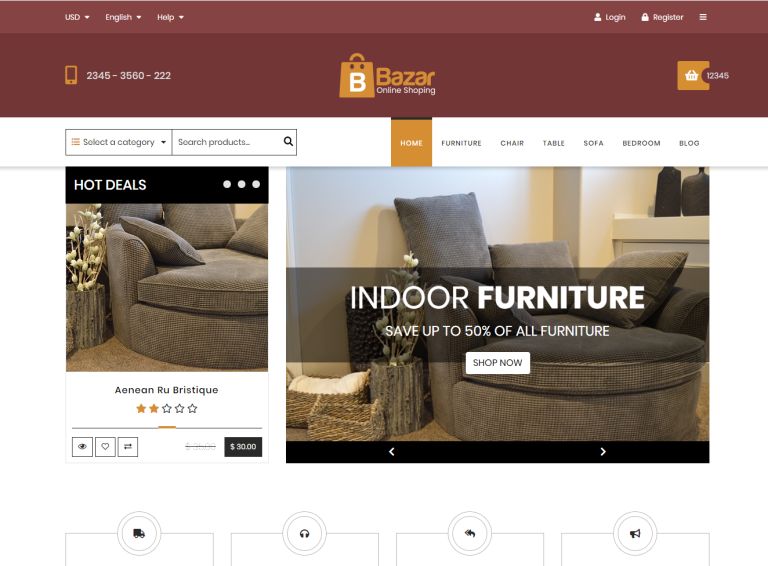 USD English Help Login Register
2345 - 3560 - 222
B Bazar
Online Shoping
12345
Select a category Search products...
HOME FURNITURE CHAIR TABLE SOFA BEDROOM BLOG
HOT DEALS
INDOOR FURNITURE
SAVE UP TO 50% OF ALL FURNITURE
SHOP NOW
Aenean Ru Bristique
$ 30.00